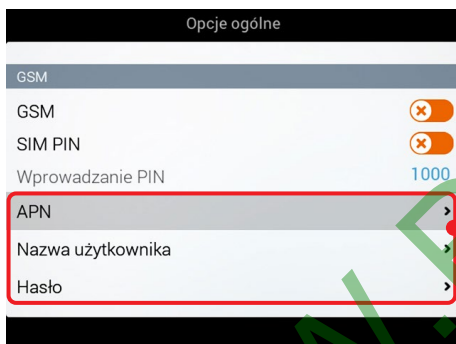 Opcje ogólne
GSM
GSM
SIM PIN
Wprowadzanie PIN 1000
APN
Nazwa użytkownika
Hasło